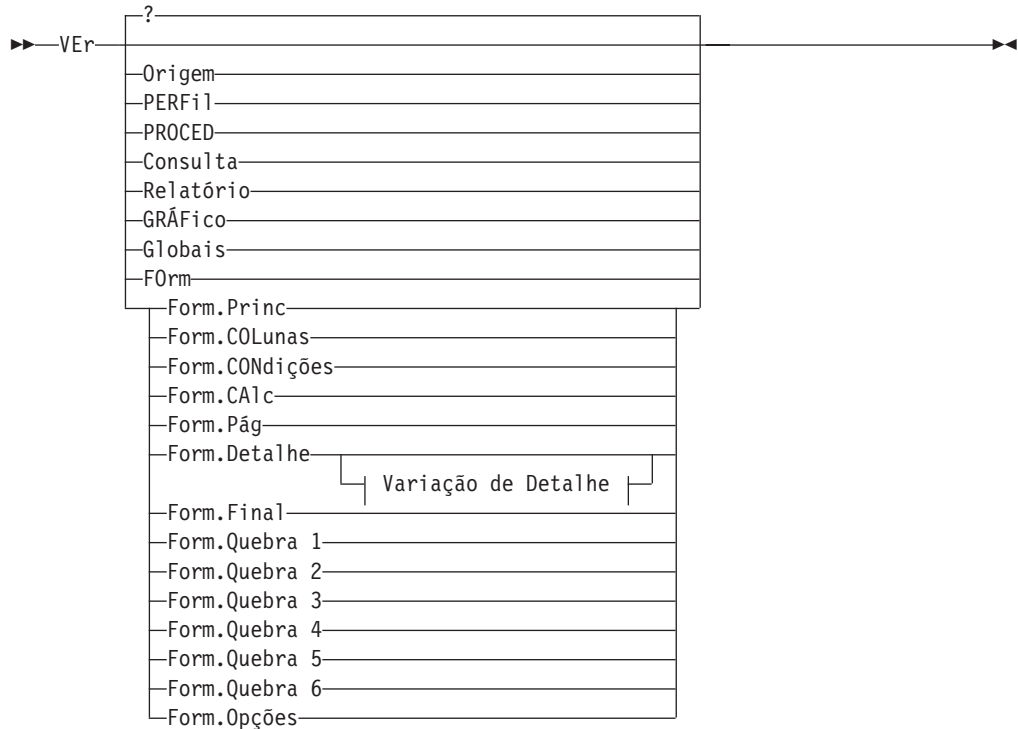 ?
VEr
Origem
PERFil
PROCED
Consulta
Relatório
GRÁFico
Globais
FOrm
Form.Princ
Form.COLunas
Form.CONdições
Form.CAlc
Form.Pág
Form.Detalhe
Variação de Detalhe
Form.Final
Form.Quebra 1
Form.Quebra 2
Form.Quebra 3
Form.Quebra 4
Form.Quebra 5
Form.Quebra 6
Form.Opções